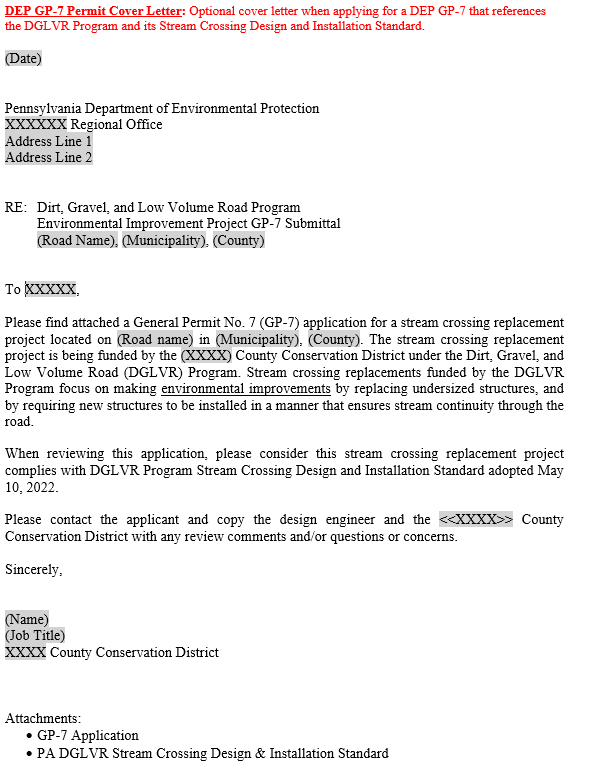 DEP GP-7 Permit Cover Letter: Optional cover letter when applying for a DEP GP-7 that references
the DGLVR Program and its Stream Crossing Design and Installation Standard.
(Date)
Pennsylvania Department of Environmental Protection
XXXXXX Regional Office
Address Line 1
Address Line 2
RE: Dirt, Gravel, and Low Volume Road Program
Environmental Improvement Project GP-7 Submittal
(Road Name), (Municipality), (County)
To XXXXX,
Please find attached a General Permit No. 7 (GP-7) application for a stream crossing replacement
project located on (Road name) in (Municipality), (County). The stream crossing replacement
project is being funded by the (XXXX) County Conservation District under the Dirt, Gravel, and
Low Volume Road (DGLVR) Program. Stream crossing replacements funded by the DGLVR
Program focus on making environmental improvements by replacing undersized structures, and
by requiring new structures to be installed in a manner that ensures stream continuity through the
road.
When reviewing this application, please consider this stream crossing replacement project
complies with DGLVR Program Stream Crossing Design and Installation Standard adopted May
10, 2022.
Please contact the applicant and copy the design engineer and the <<XXXX>> County
Conservation District with any review comments and/or questions or concerns.
Sincerely,
(Name)
(Job Title)
XXXX County Conservation District
Attachments:
• GP-7 Application
• PA DGLVR Stream Crossing Design & Installation Standard